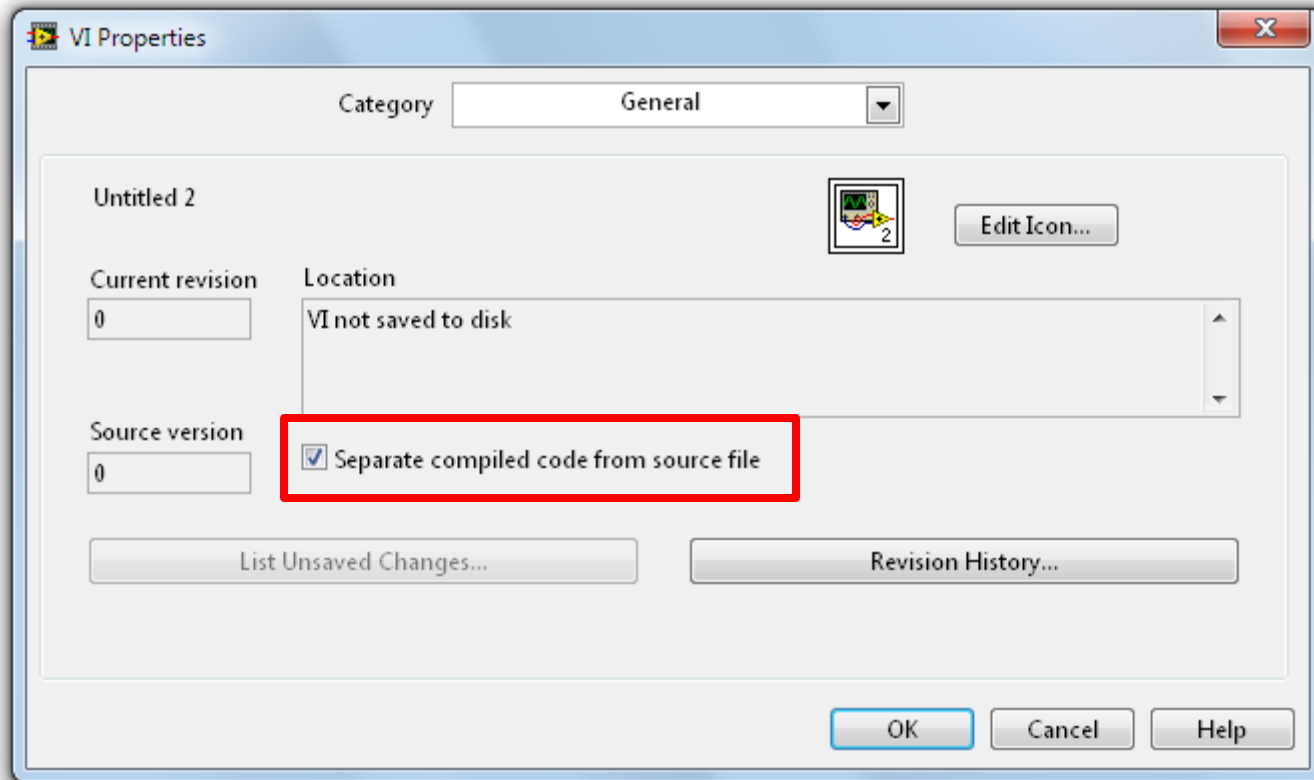 VI Properties
X
Category General
Untitled 2
2
Edit Icon...
Current revision
Location
0
VI not saved to disk
Source version
0
Separate compiled code from source file
List Unsaved Changes...
Revision History...
OK Cancel Help